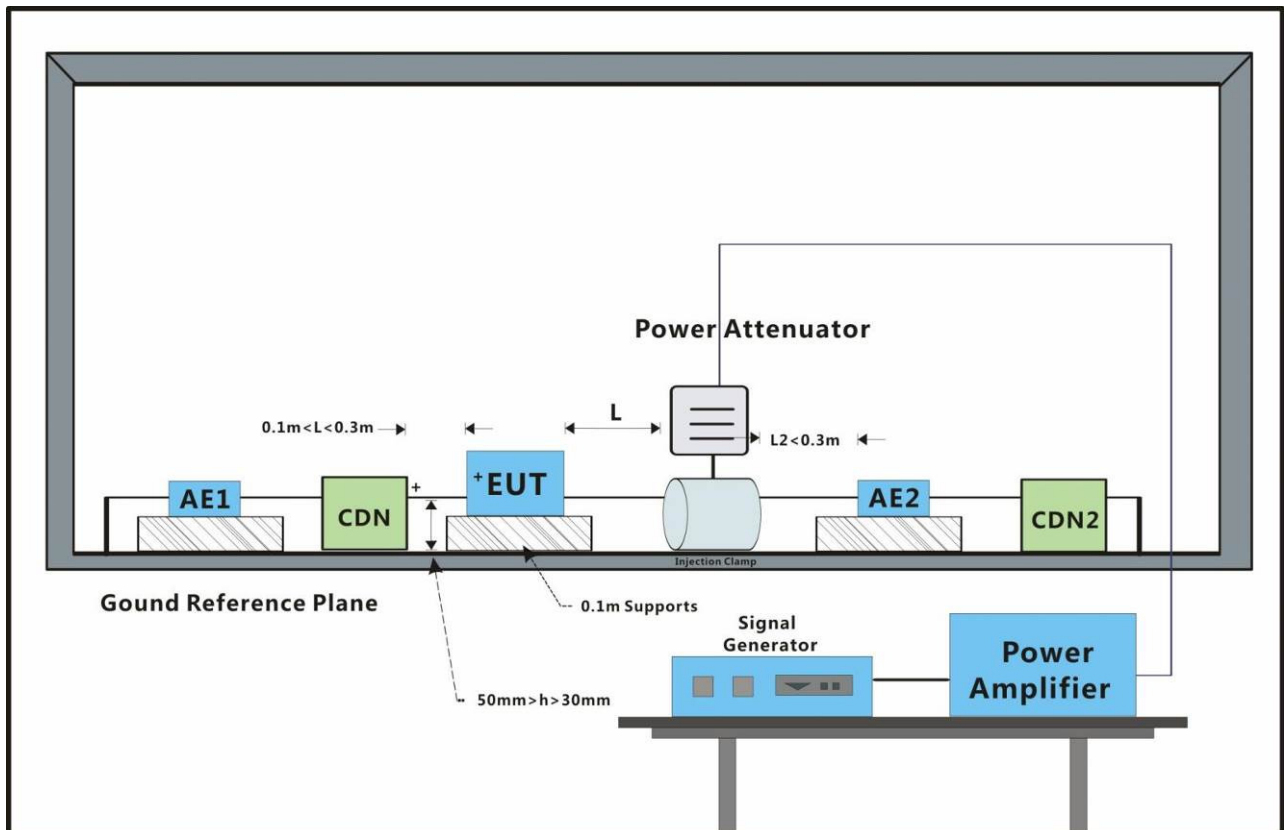 Power Attenuator
0.1m<L<0.3m
L
L2<0.3m
AE1
CDN
+
+EUT
AE2
CDN2
Injection Clamp
Gound Reference Plane
0.1m Supports
50mm>h>30mm
Signal
Generator
Power
Amplifier